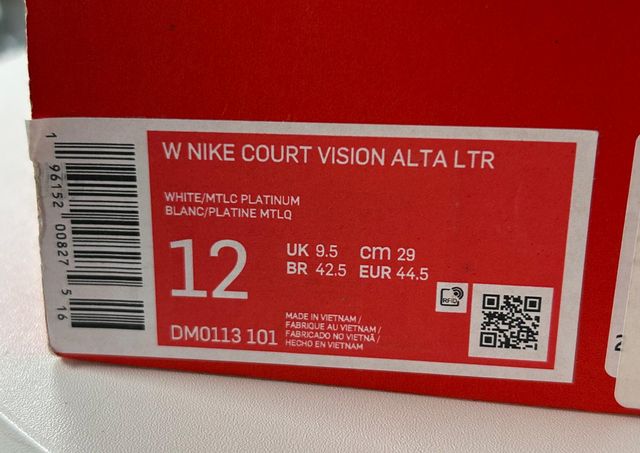 W NIKE COURT VISION ALTA LTR
WHITE/MTLC PLATINUM
BLANC/PLATINE MTLQ
12
UK 9.5 cm 29
BR 42.5 EUR 44.5
RFID
MADE IN VIETNAM /
FABRIQUE AU VIETNAM /
FABRICADO NO VIETNÃ /
HECHO EN VIETNAM
DM0113 101
1 96152 00827 5 16
2